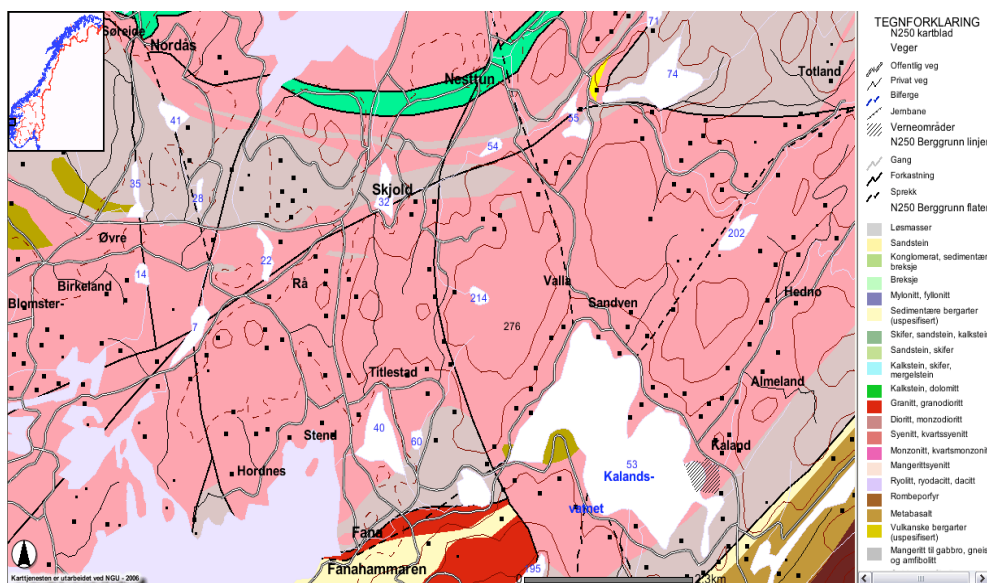 Søreide
Nordås
71
Nesttun
74
Totland
41
55
54
35
28
Skjold
32
202
Øvre
22
14
Birkeland
Rå
Valla
Hedno
Blomster-
214
Sandven
7
276
Titlestad
Almeland
40
60
Stend
Kaland
Hordnes
53
Kalands-
vatnet
Fana
Fanahammaren
195
2.3km
0
Karttjenesten er utarbeidet ved NGU - 2006
TEGNFORKLARING
N250 kartblad
Veger
Offentlig veg
Privat veg
Bilferge
Jernbane
Verneområder
N250 Berggrunn linjer
Gang
Forkastning
Sprekk
N250 Berggrunn flater
Løsmasser
Sandstein
Konglomerat, sedimentær
breksje
Breksje
Mylonitt, fyllonitt
Sedimentære bergarter
(uspesifisert)
Skifer, sandstein, kalkstein
Sandstein, skifer
Kalkstein, skifer,
mergelstein
Kalkstein, dolomitt
Granitt, granodioritt
Dioritt, monzodioritt
Syenitt, kvartssyenitt
Monzonitt, kvartsmonzonitt
Mangerittsyenitt
Ryolitt, ryodacitt, dacitt
Rombeporfyr
Metabasalt
Vulkanske bergarter
(uspesifisert)
Mangeritt til gabbro, gneis
og amfibolitt